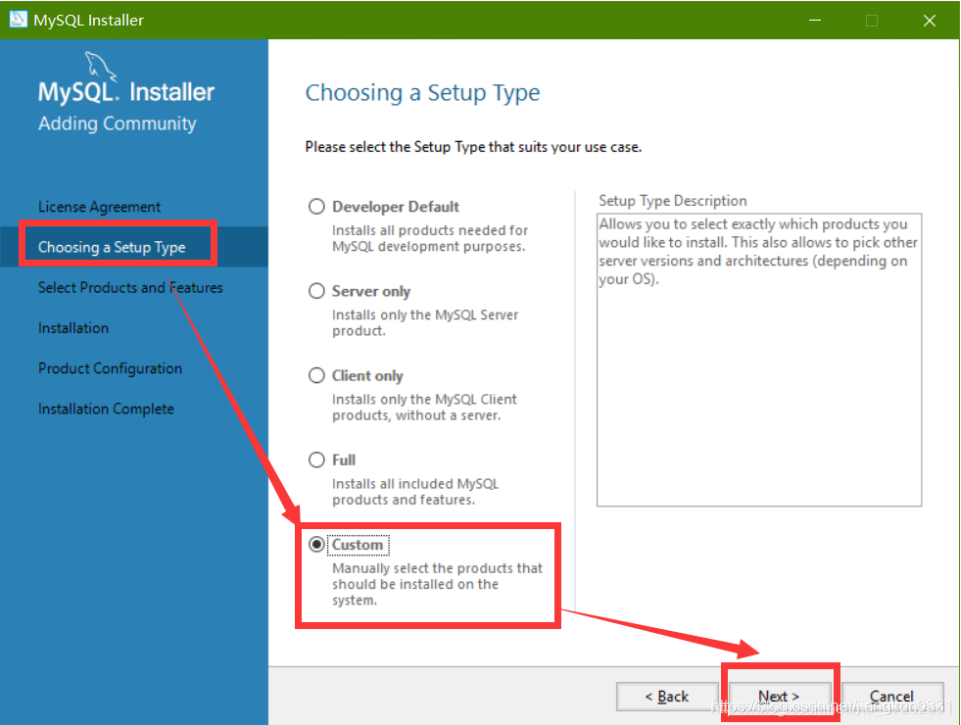 MySQL Installer
MySQL. Installer
Adding Community
License Agreement
Choosing a Setup Type
Select Products and Features
Installation
Product Configuration
Installation Complete
Choosing a Setup Type
Please select the Setup Type that suits your use case.
Developer Default
Installs all products needed for
MySQL development purposes.
Server only
Installs only the MySQL Server
product.
Client only
Installs only the MySQL Client
products, without a server.
Full
Installs all included MySQL
products and features.
Custom
Manually select the products that
should be installed on the
system.
Setup Type Description
Allows you to select exactly which products you
would like to install. This also allows to pick other
server versions and architectures (depending on
your OS).
< Back
Next >
Cancel